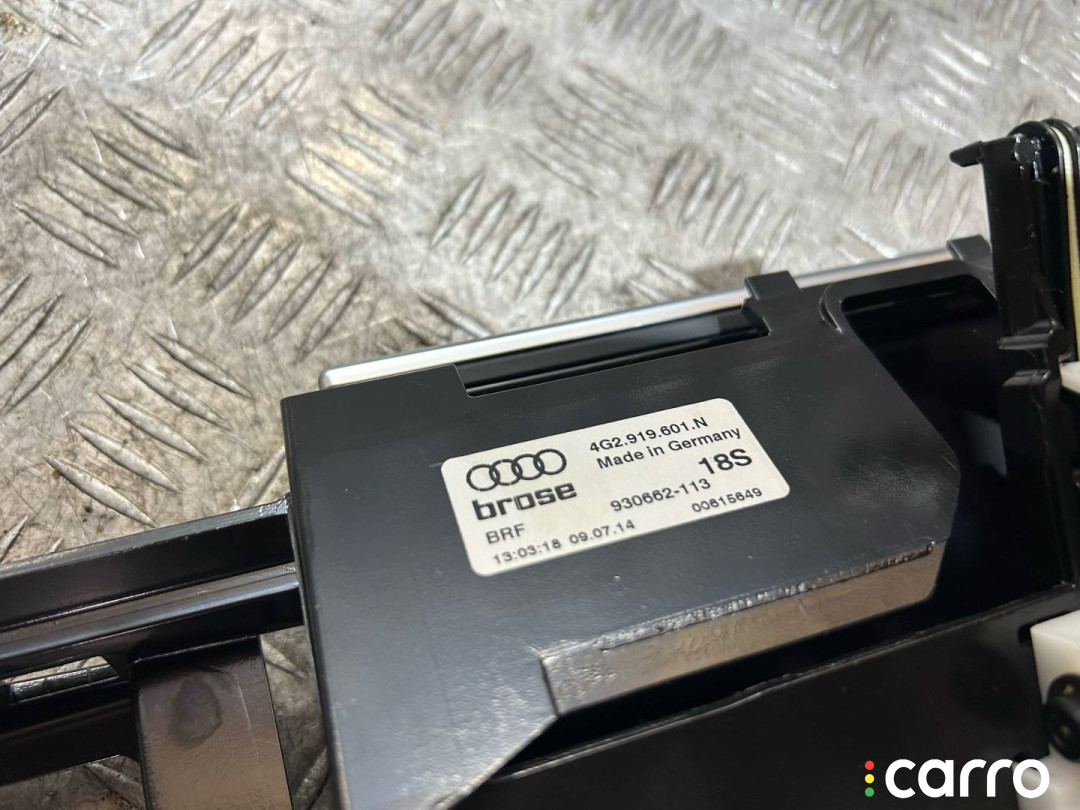 4G2.919.601.N
Made in Germany
brose
18S
930662-113
BRF
00615649
13:03:18 09.07.14
carro